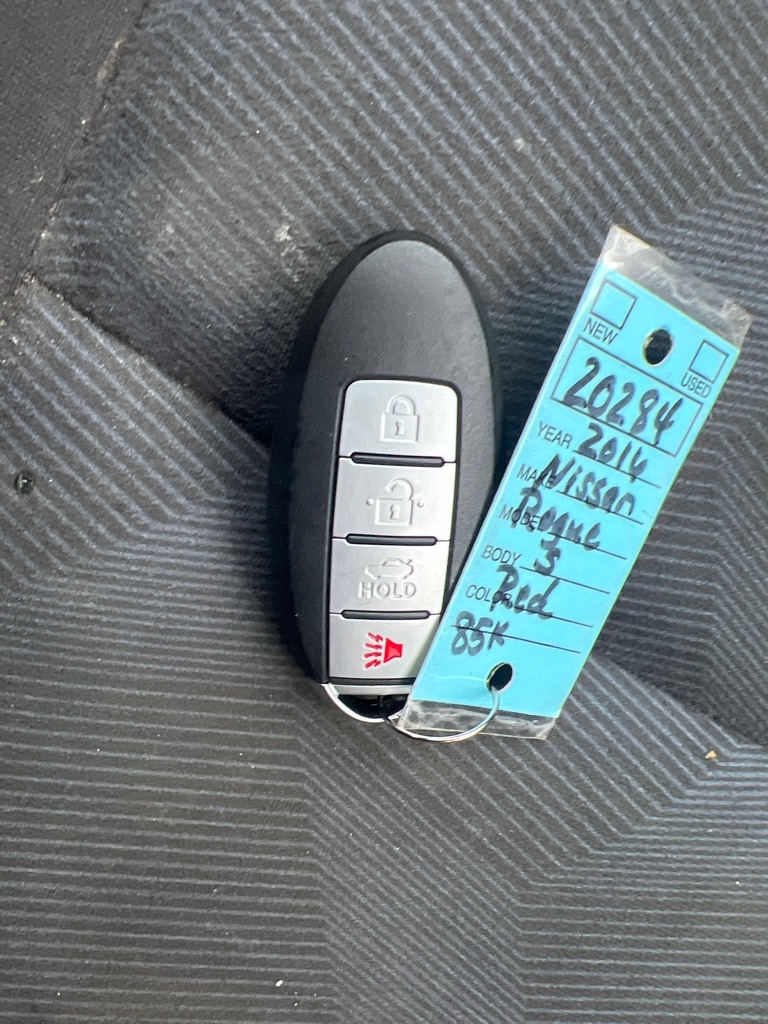 HOLD
NEW
USED
20284
YEAR 2014
MAKE Nissan
MODEL Rogue
BODY S
COLOR Red
85K